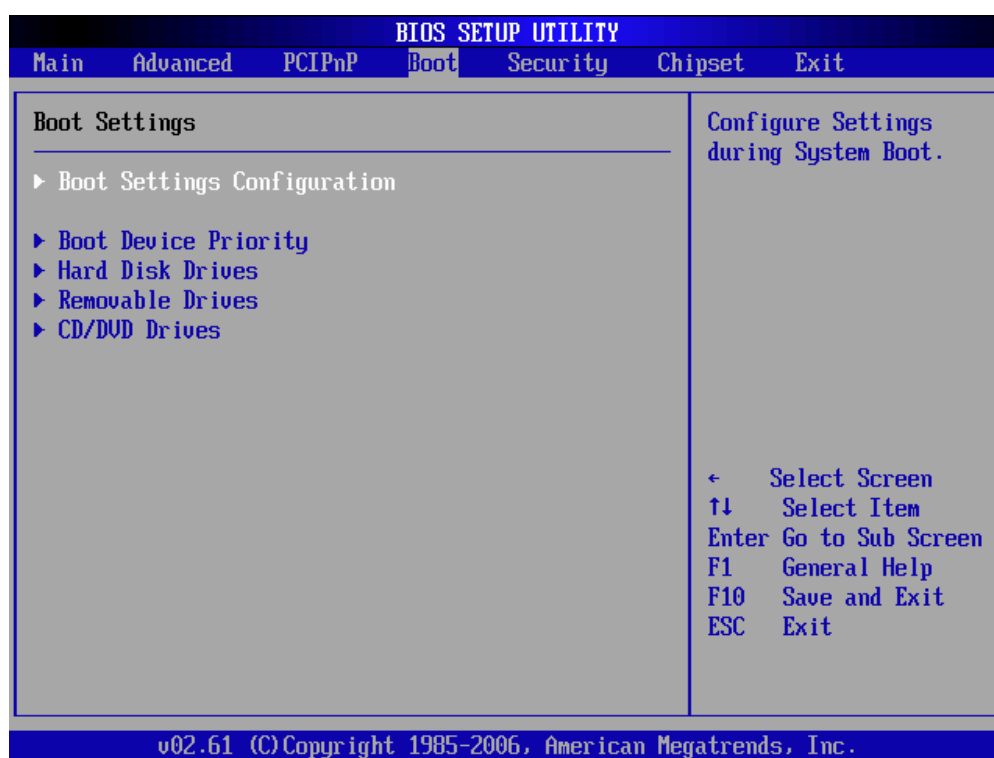 BIOS SETUP UTILITY
Main Advanced PCIPnP Boot Security Chipset Exit
Boot Settings
▶ Boot Settings Configuration
▶ Boot Device Priority
▶ Hard Disk Drives
▶ Removable Drives
▶ CD/DVD Drives
Configure Settings
during System Boot.
← Select Screen
↑↓ Select Item
Enter Go to Sub Screen
F1 General Help
F10 Save and Exit
ESC Exit
v02.61 (C)Copyright 1985-2006, American Megatrends, Inc.